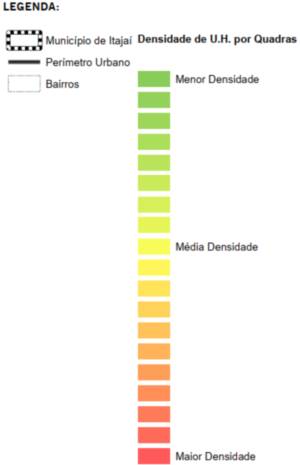 LEGENDA:
Município de Itajaí
Perímetro Urbano
Bairros
Densidade de U.H. por Quadras
Menor Densidade
Média Densidade
Maior Densidade